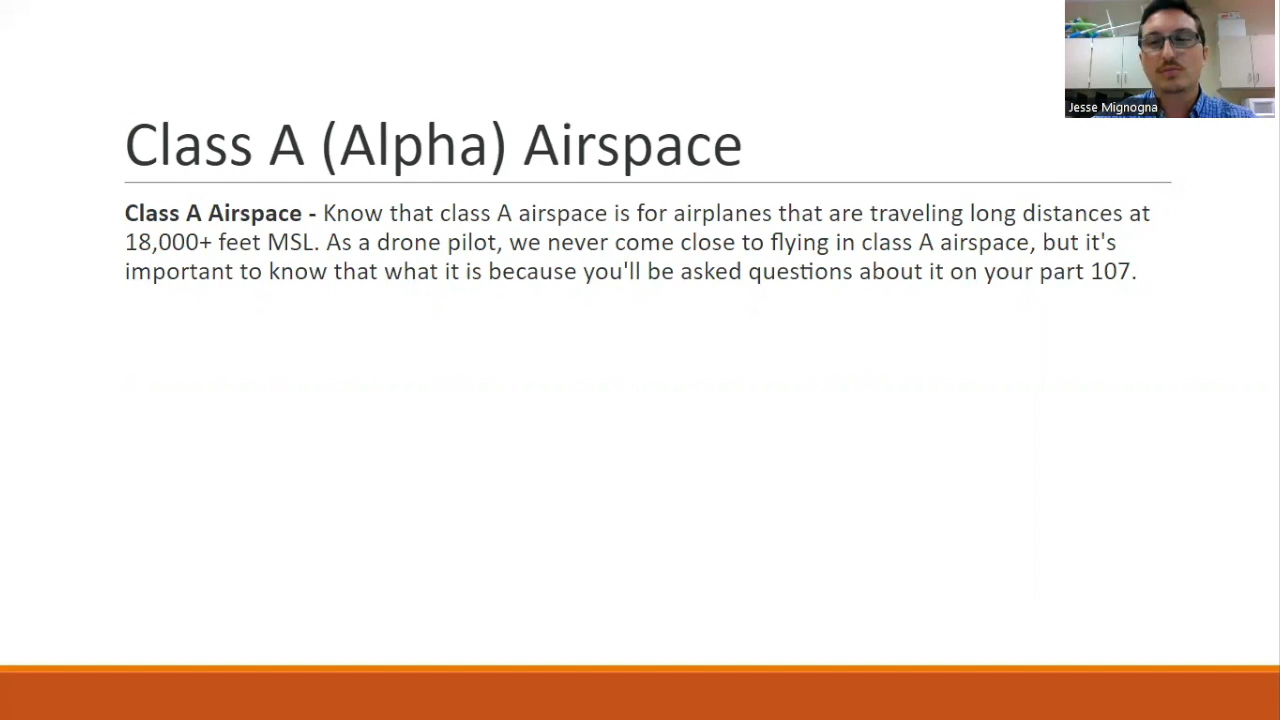 Jesse Mignogna
Class A (Alpha) Airspace
Class A Airspace - Know that class A airspace is for airplanes that are traveling long distances at
18,000+ feet MSL. As a drone pilot, we never come close to flying in class A airspace, but it's
important to know that what it is because you'll be asked questions about it on your part 107.